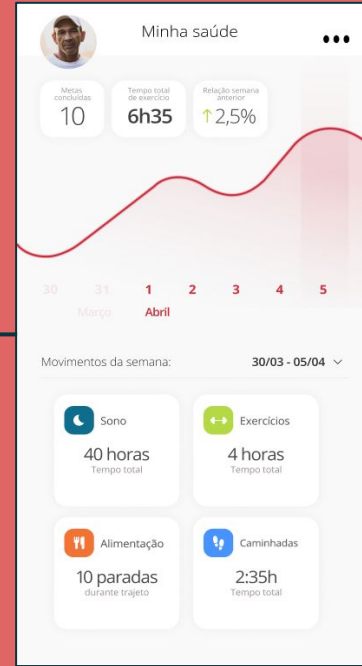 Minha saúde
Metas
concluídas
10
Tempo total
de exercício
6h35
Relação semana
anterior
↑2,5%
30 31 1 2 3 4 5
Março Abril
Movimentos da semana: 30/03 - 05/04
Sono
40 horas
Tempo total
Exercícios
4 horas
Tempo total
Alimentação
10 paradas
durante trajeto
Caminhadas
2:35h
Tempo total